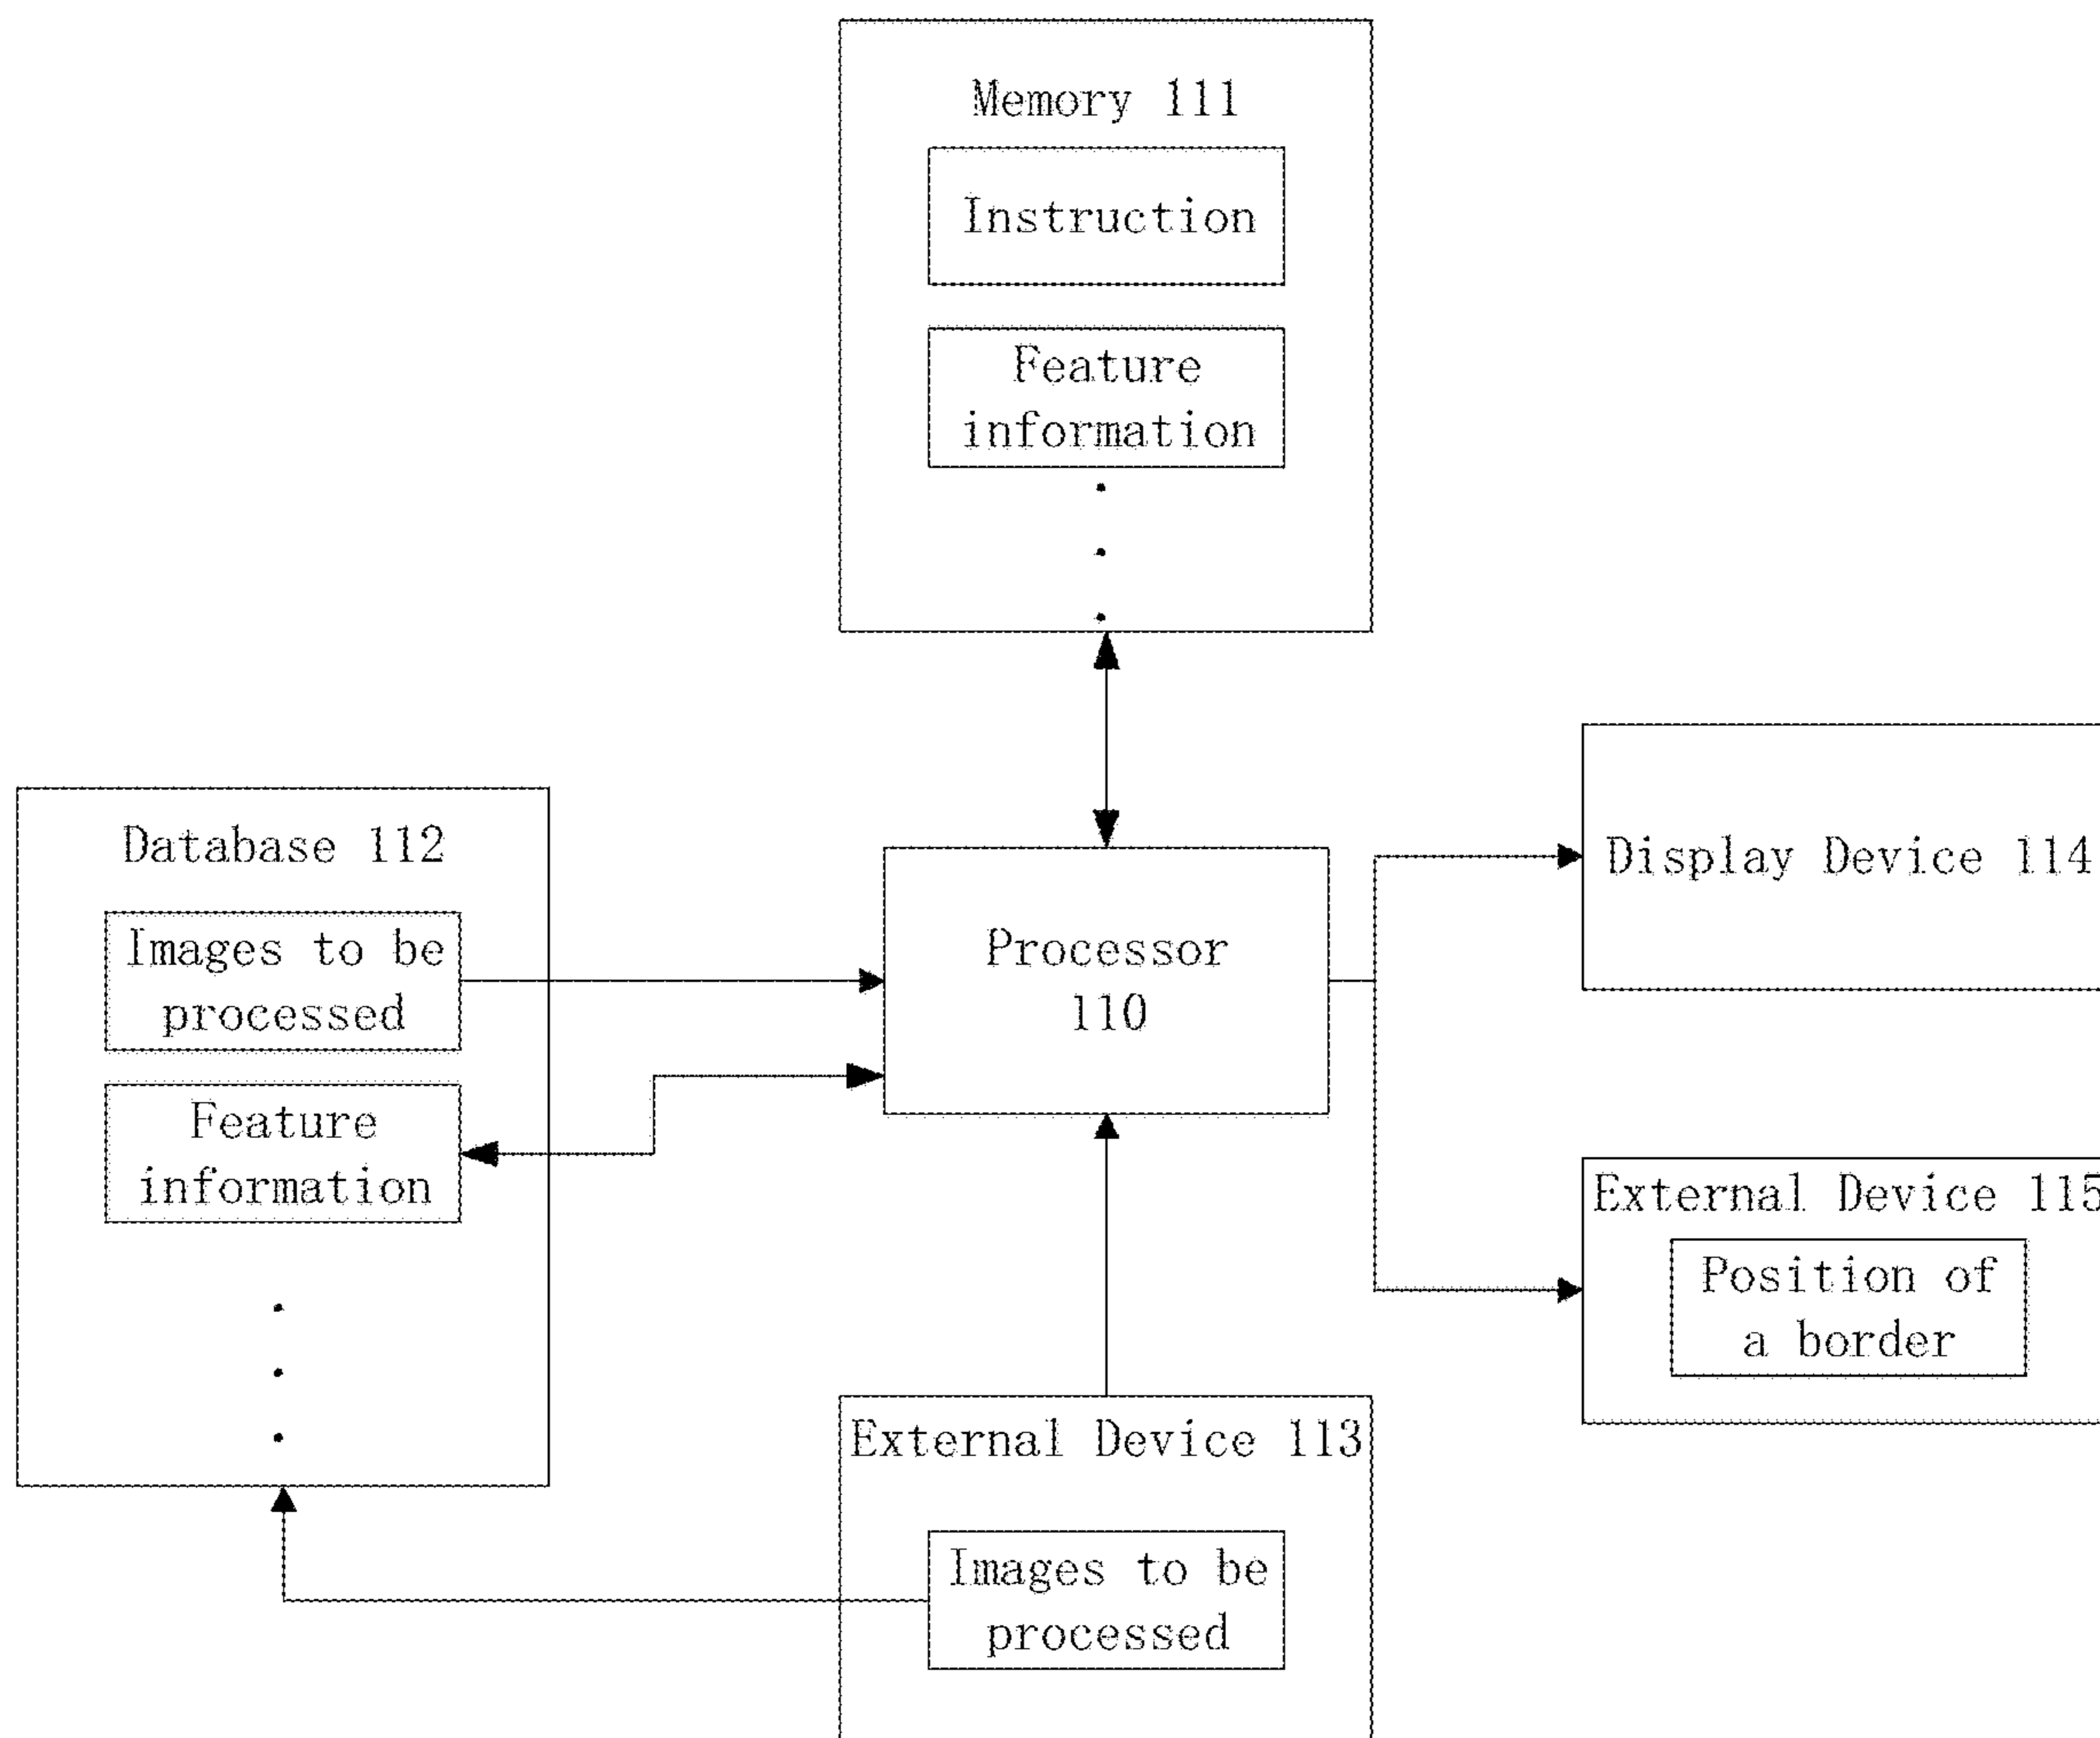 Memory 111
Instruction
Feature
information
Database 112
Images to be
processed
Feature
information
Processor
110
Display Device 114
External Device 115
Position of
a border
External Device 113
Images to be
processed